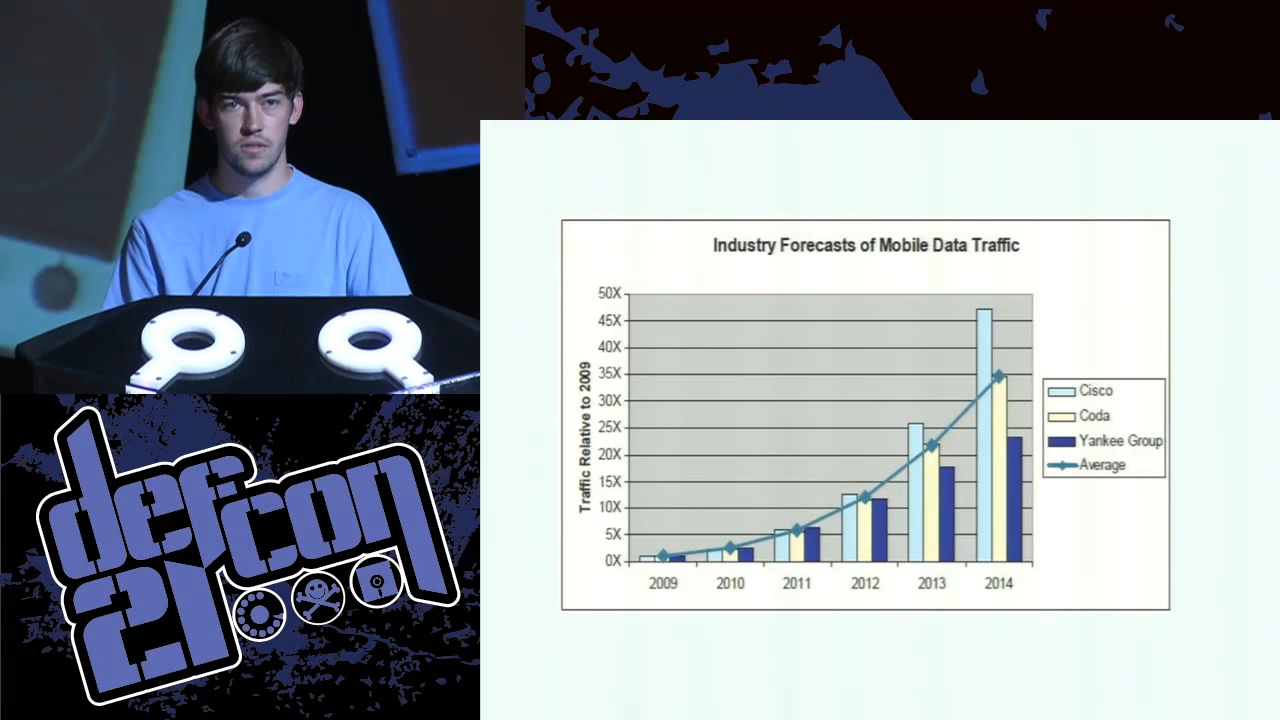 Industry Forecasts of Mobile Data Traffic
Traffic Relative to 2009
50X
45X
40X
35X
30X
25X
20X
15X
10X
5X
0X
2009 2010 2011 2012 2013 2014
Cisco
Coda
Yankee Group
Average
defcon
21